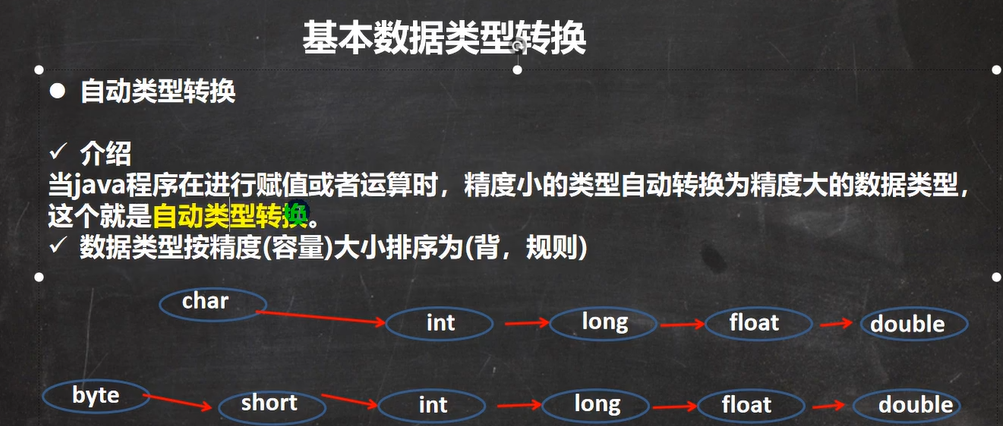 基本数据类型转换
● 自动类型转换
✓ 介绍
当java程序在进行赋值或者运算时，精度小的类型自动转换为精度大的数据类型，
这个就是自动类型转换。
✓ 数据类型按精度(容量)大小排序为(背，规则)
char int long float double
byte short int long float double